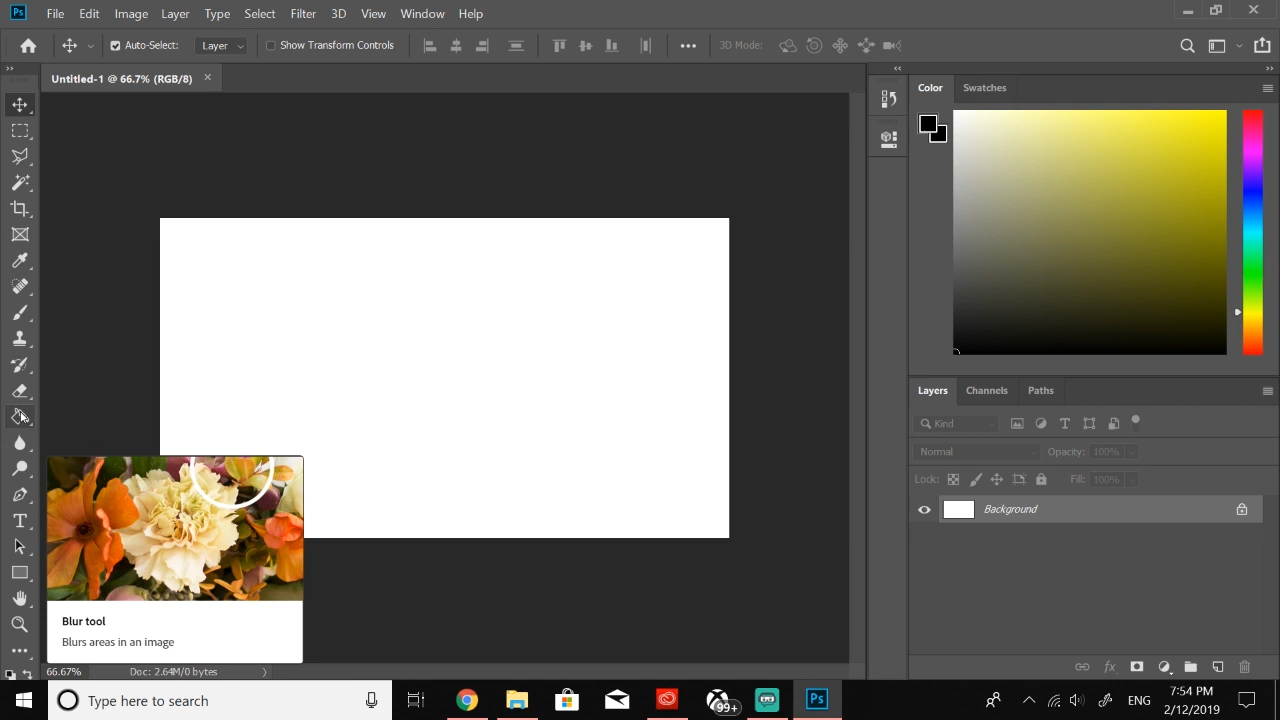 Ps File Edit Image Layer Type Select Filter 3D View Window Help
Auto-Select: Layer Show Transform Controls 3D Mode:
Untitled-1 @ 66.7% (RGB/8)
Color Swatches
Layers Channels Paths
Kind
Normal Opacity: 100%
Lock: Fill: 100%
Background
T
Blur tool
Blurs areas in an image
66.67% Doc: 2.64M/0 bytes
fx
Type here to search
99+
Ps
ENG
7:54 PM
2/12/2019